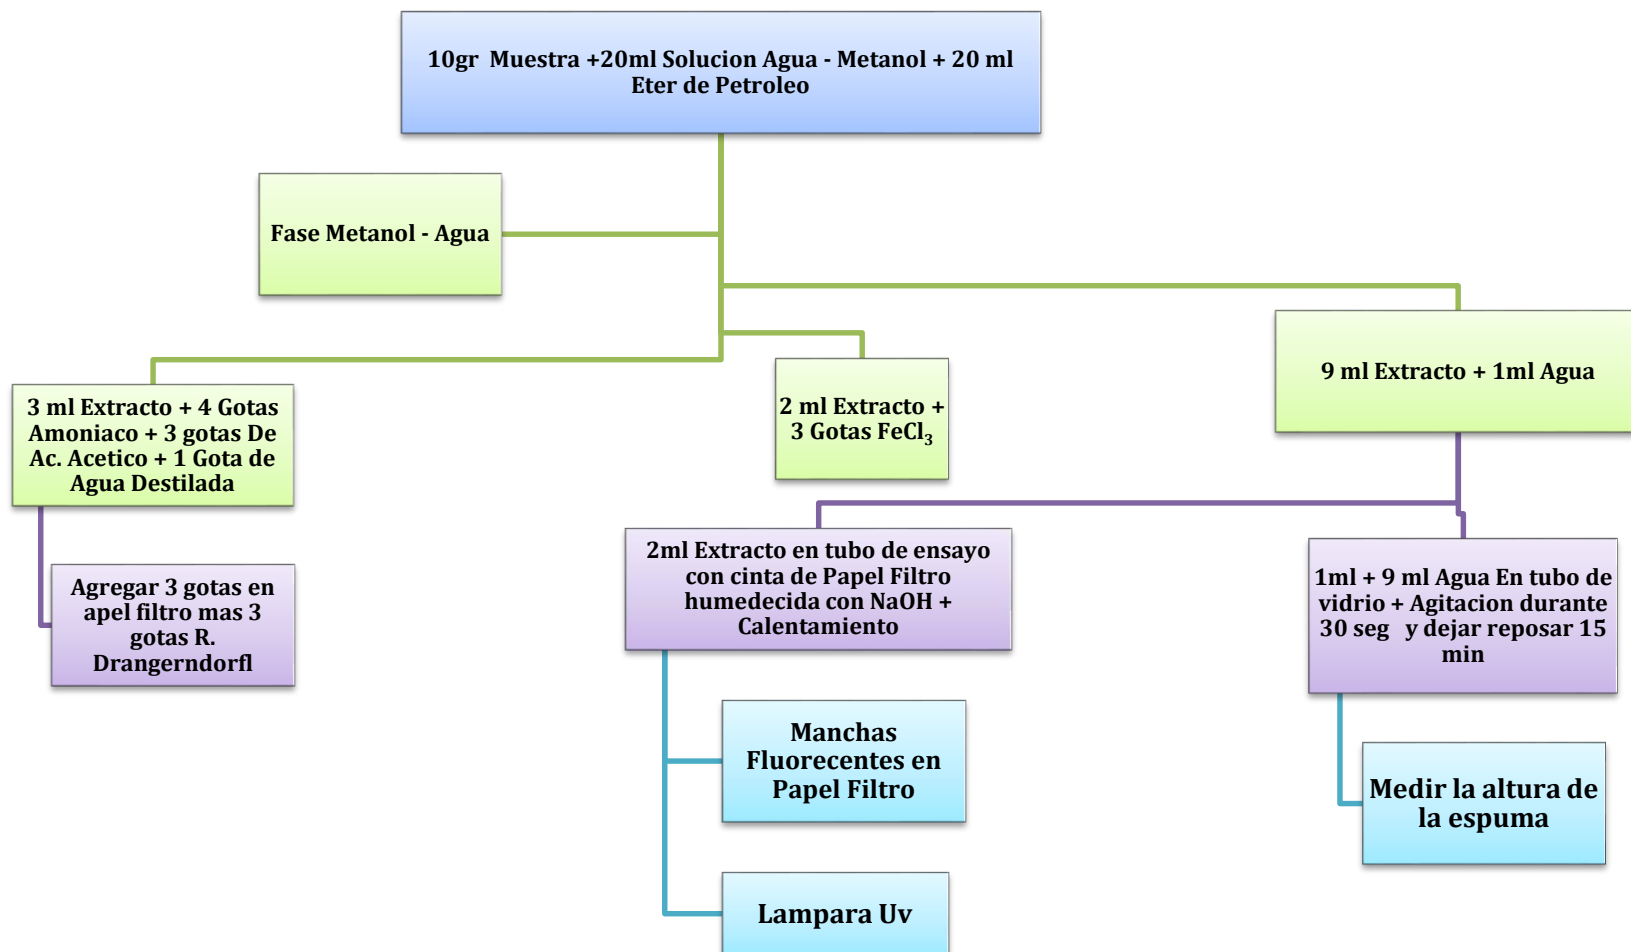 10gr Muestra +20ml Solucion Agua - Metanol + 20 ml
Eter de Petroleo
Fase Metanol - Agua
3 ml Extracto + 4 Gotas
Amoniaco + 3 gotas De
Ac. Acetico + 1 Gota de
Agua Destilada
Agregar 3 gotas en
apel filtro mas 3
gotas R.
Drangerndorfl
2 ml Extracto +
3 Gotas FeCl₃
9 ml Extracto + 1ml Agua
2ml Extracto en tubo de ensayo
con cinta de Papel Filtro
humedecida con NaOH +
Calentamiento
Manchas
Fluorecentes en
Papel Filtro
Lampara Uv
1ml + 9 ml Agua En tubo de
vidrio + Agitacion durante
30 seg y dejar reposar 15
min
Medir la altura de
la espuma